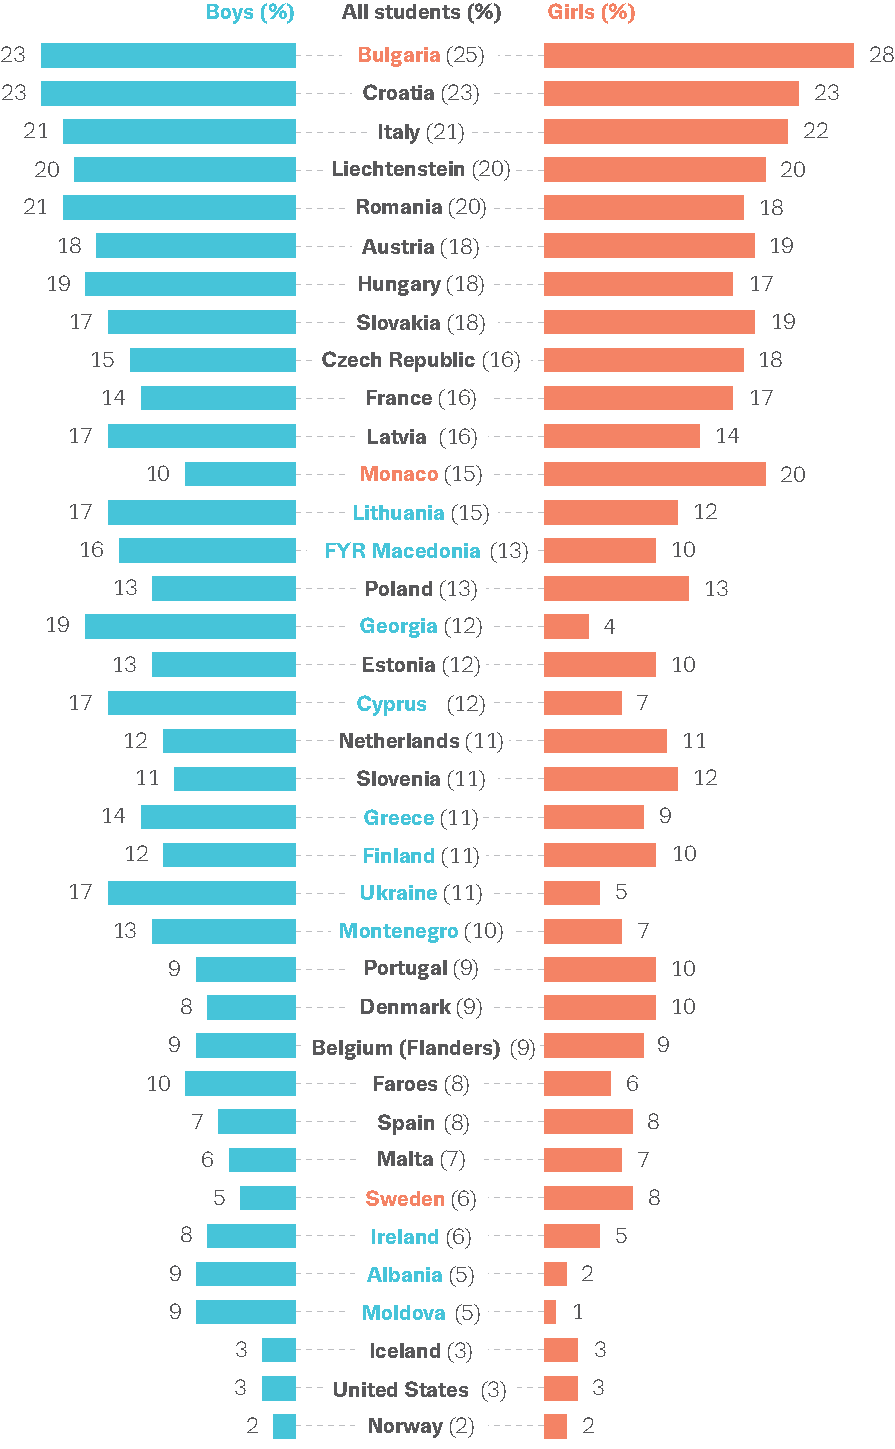 Boys (%) All students (%) Girls (%)
23 Bulgaria (25) 28
23 Croatia (23) 23
21 Italy (21) 22
20 Liechtenstein (20) 20
21 Romania (20) 18
18 Austria (18) 19
19 Hungary (18) 17
17 Slovakia (18) 19
15 Czech Republic (16) 18
14 France (16) 17
17 Latvia (16) 14
10 Monaco (15) 20
17 Lithuania (15) 12
16 FYR Macedonia (13) 10
13 Poland (13) 13
19 Georgia (12) 4
13 Estonia (12) 10
17 Cyprus (12) 7
12 Netherlands (11) 11
11 Slovenia (11) 12
14 Greece (11) 9
12 Finland (11) 10
17 Ukraine (11) 5
13 Montenegro (10) 7
9 Portugal (9) 10
8 Denmark (9) 10
9 Belgium (Flanders) (9) 9
10 Faroes (8) 6
7 Spain (8) 8
6 Malta (7) 7
5 Sweden (6) 8
8 Ireland (6) 5
9 Albania (5) 2
9 Moldova (5) 1
3 Iceland (3) 3
3 United States (3) 3
2 Norway (2) 2